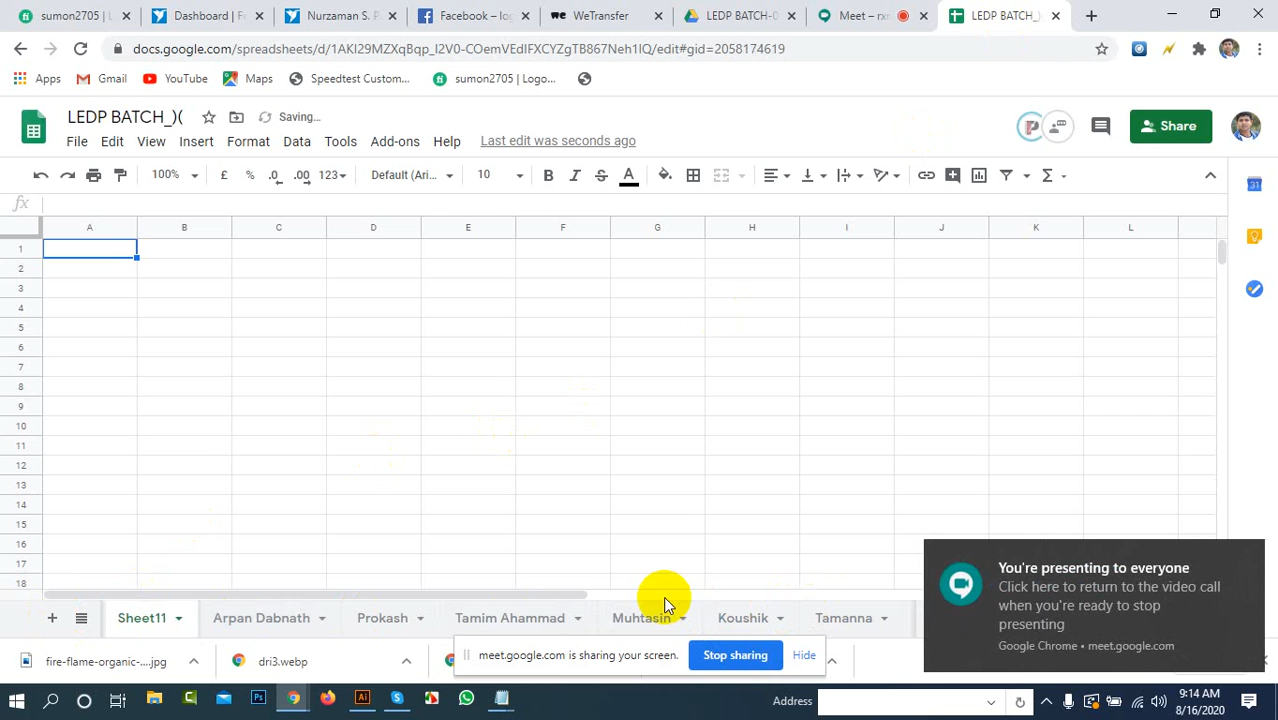 sumon2705 | Log
Dashboard | F
Nurzaman S. P
Facebook – log
WeTransfer
LEDP BATCH-0
Meet – rxn
LEDP BATCH_)(
docs.google.com/spreadsheets/d/1AKI29MZXqBqp_I2V0-COemVEdlFXCYZgTB867Neh1IQ/edit#gid=2058174619
Apps
Gmail
YouTube
Maps
Speedtest Custom...
sumon2705 | Logo...
LEDP BATCH_)(
Saving...
Share
File Edit View Insert Format Data Tools Add-ons Help Last edit was seconds ago
100% £ % .0 .00 123 Default (Ari... 10 B I S A Σ
fx
A B C D E F G H I J K L
1
2
3
4
5
6
7
8
9
10
11
12
13
14
15
16
17
18
You're presenting to everyone
Click here to return to the video call
when you're ready to stop
presenting
Google Chrome • meet.google.com
Sheet11 Arpan Dabnath Prokash Tamim Ahammad Muhtasin Koushik Tamanna
meet.google.com is sharing your screen. Stop sharing Hide
fire-flame-organic-....jpg
dri3.webp
Address
9:14 AM
8/16/2020